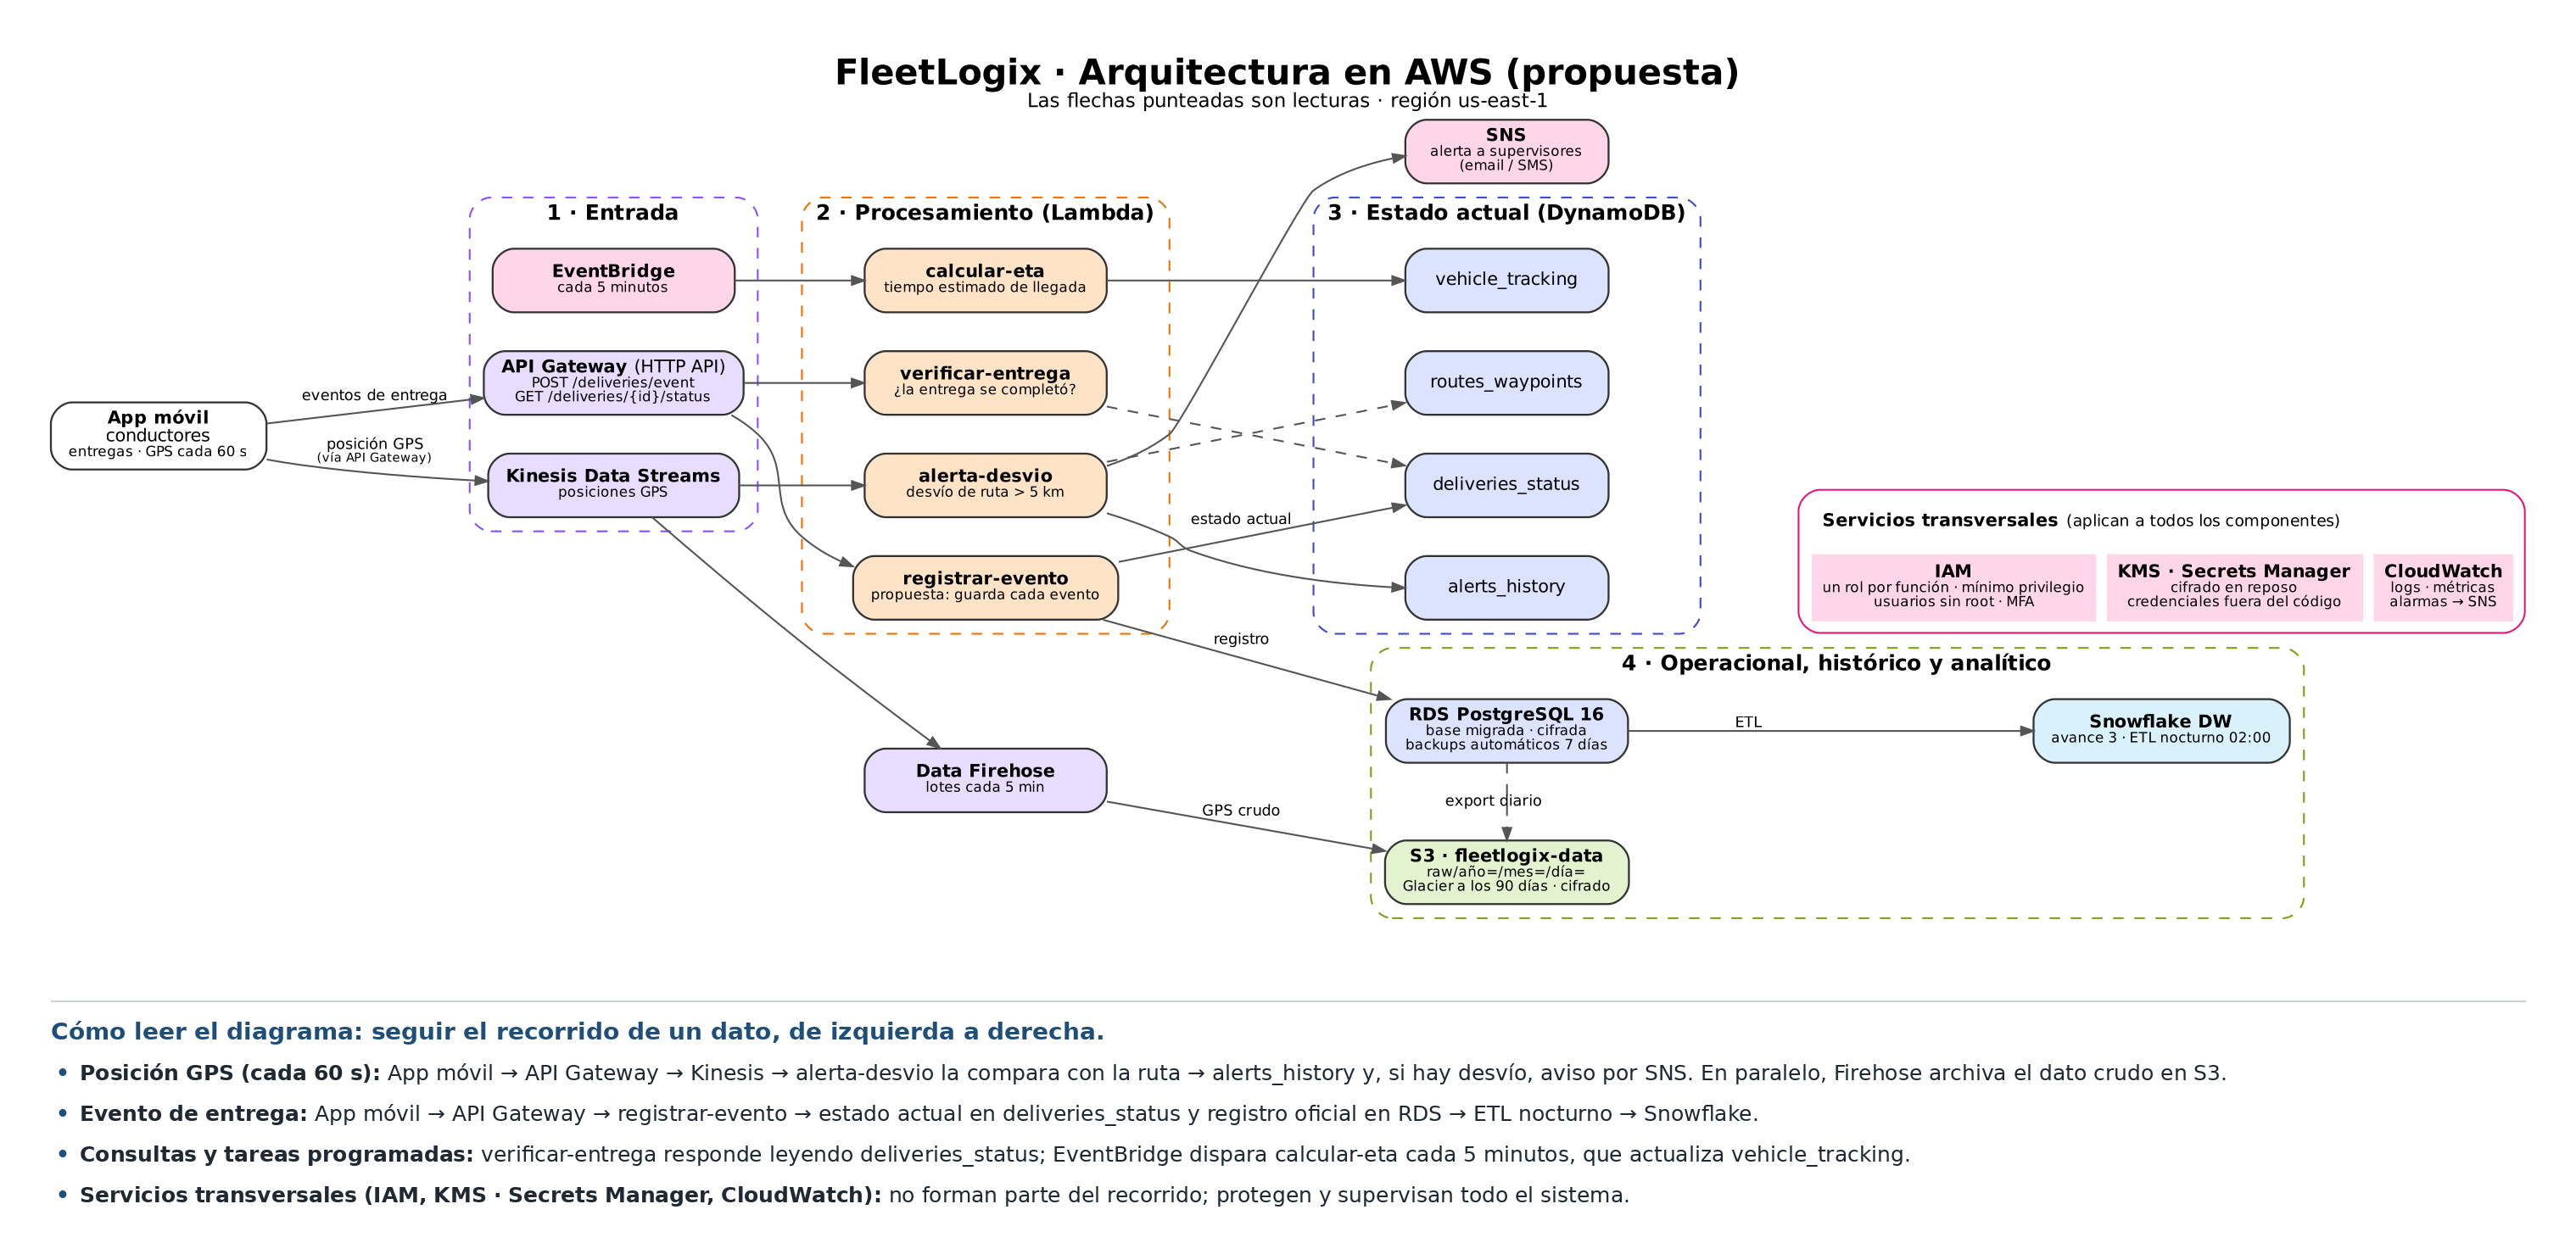 FleetLogix · Arquitectura en AWS (propuesta)
Las flechas punteadas son lecturas · región us-east-1
SNS
alerta a supervisores
(email / SMS)
1 · Entrada
2 · Procesamiento (Lambda)
3 · Estado actual (DynamoDB)
EventBridge
cada 5 minutos
calcular-eta
tiempo estimado de llegada
vehicle_tracking
API Gateway (HTTP API)
POST /deliveries/event
GET /deliveries/{id}/status
verificar-entrega
¿la entrega se completó?
routes_waypoints
eventos de entrega
App móvil
conductores
entregas · GPS cada 60 s
posición GPS
(vía API Gateway)
Kinesis Data Streams
posiciones GPS
alerta-desvio
desvío de ruta > 5 km
deliveries_status
estado actual
registrar-evento
propuesta: guarda cada evento
alerts_history
Servicios transversales (aplican a todos los componentes)
IAM
un rol por función · mínimo privilegio
usuarios sin root · MFA
KMS · Secrets Manager
cifrado en reposo
credenciales fuera del código
CloudWatch
logs · métricas
alarmas → SNS
registro
4 · Operacional, histórico y analítico
RDS PostgreSQL 16
base migrada · cifrada
backups automáticos 7 días
ETL
Snowflake DW
avance 3 · ETL nocturno 02:00
Data Firehose
lotes cada 5 min
export diario
GPS crudo
S3 · fleetlogix-data
raw/año=/mes=/día=
Glacier a los 90 días · cifrado
Cómo leer el diagrama: seguir el recorrido de un dato, de izquierda a derecha.
• Posición GPS (cada 60 s): App móvil → API Gateway → Kinesis → alerta-desvio la compara con la ruta → alerts_history y, si hay desvío, aviso por SNS. En paralelo, Firehose archiva el dato crudo en S3.
• Evento de entrega: App móvil → API Gateway → registrar-evento → estado actual en deliveries_status y registro oficial en RDS → ETL nocturno → Snowflake.
• Consultas y tareas programadas: verificar-entrega responde leyendo deliveries_status; EventBridge dispara calcular-eta cada 5 minutos, que actualiza vehicle_tracking.
• Servicios transversales (IAM, KMS · Secrets Manager, CloudWatch): no forman parte del recorrido; protegen y supervisan todo el sistema.